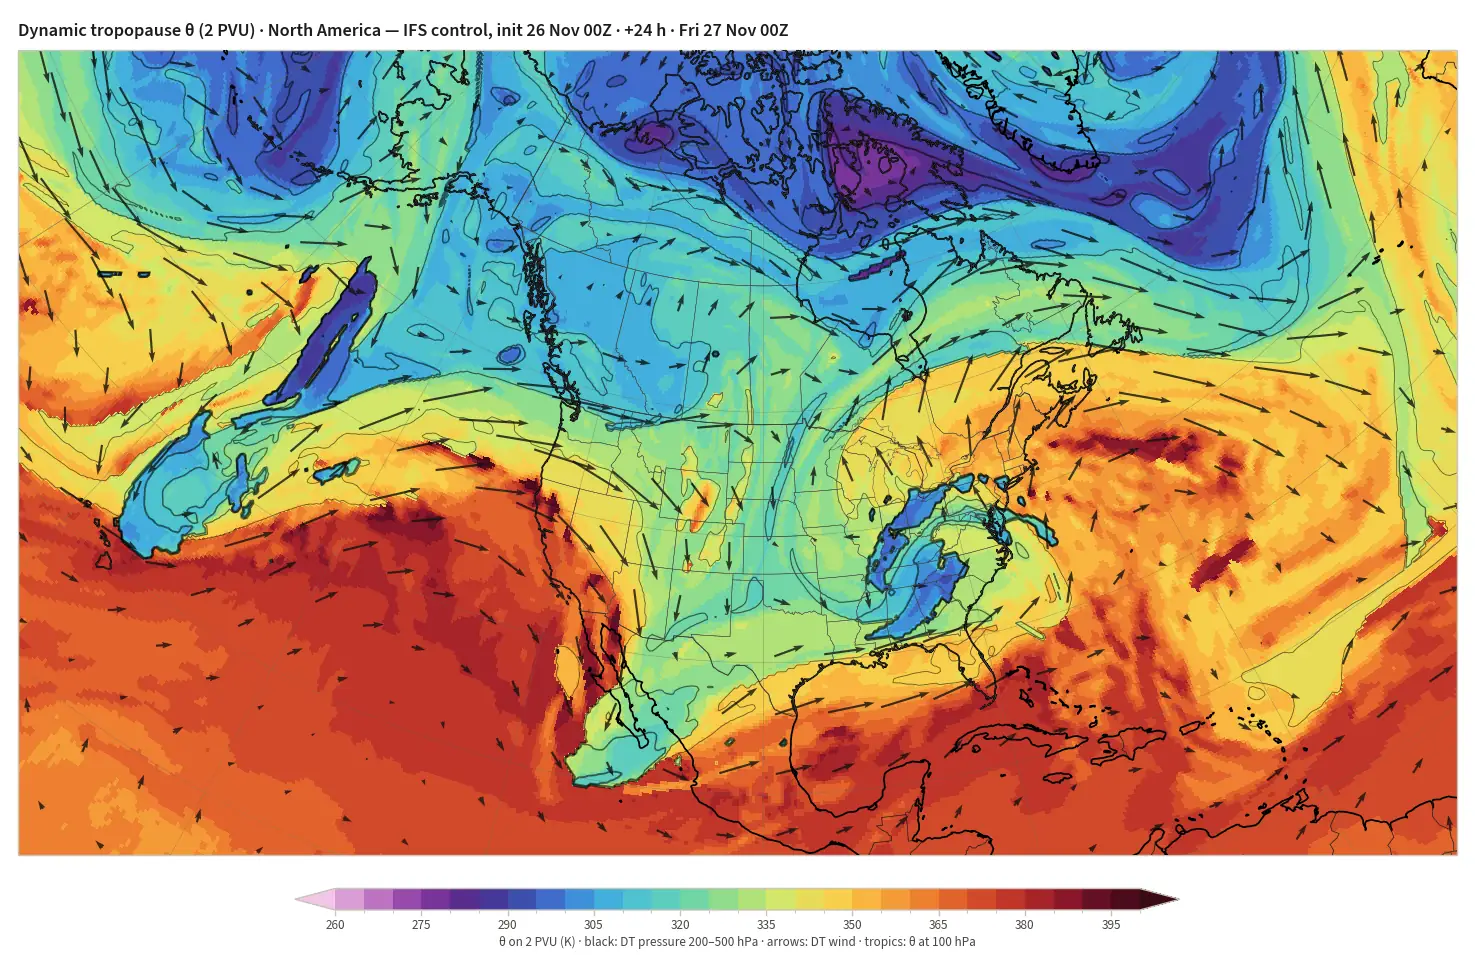 Dynamic tropopause θ (2 PVU) · North America — IFS control, init 26 Nov 00Z · +24 h · Fri 27 Nov 00Z
260 275 290 305 320 335 350 365 380 395
θ on 2 PVU (K) · black: DT pressure 200–500 hPa · arrows: DT wind · tropics: θ at 100 hPa